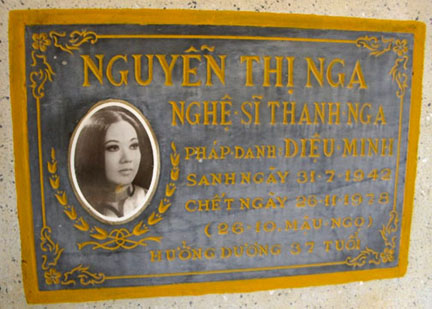 NGUYỄN THỊ NGA
NGHỆ·SĨ THANH NGA
PHÁP·DANH DIỆU·MINH
SANH NGÀY 31-7-1942
CHẾT NGÀY 26-11-1978
(26-10 MẬU NGỌ)
HƯỞNG DƯƠNG 37 TUỔI